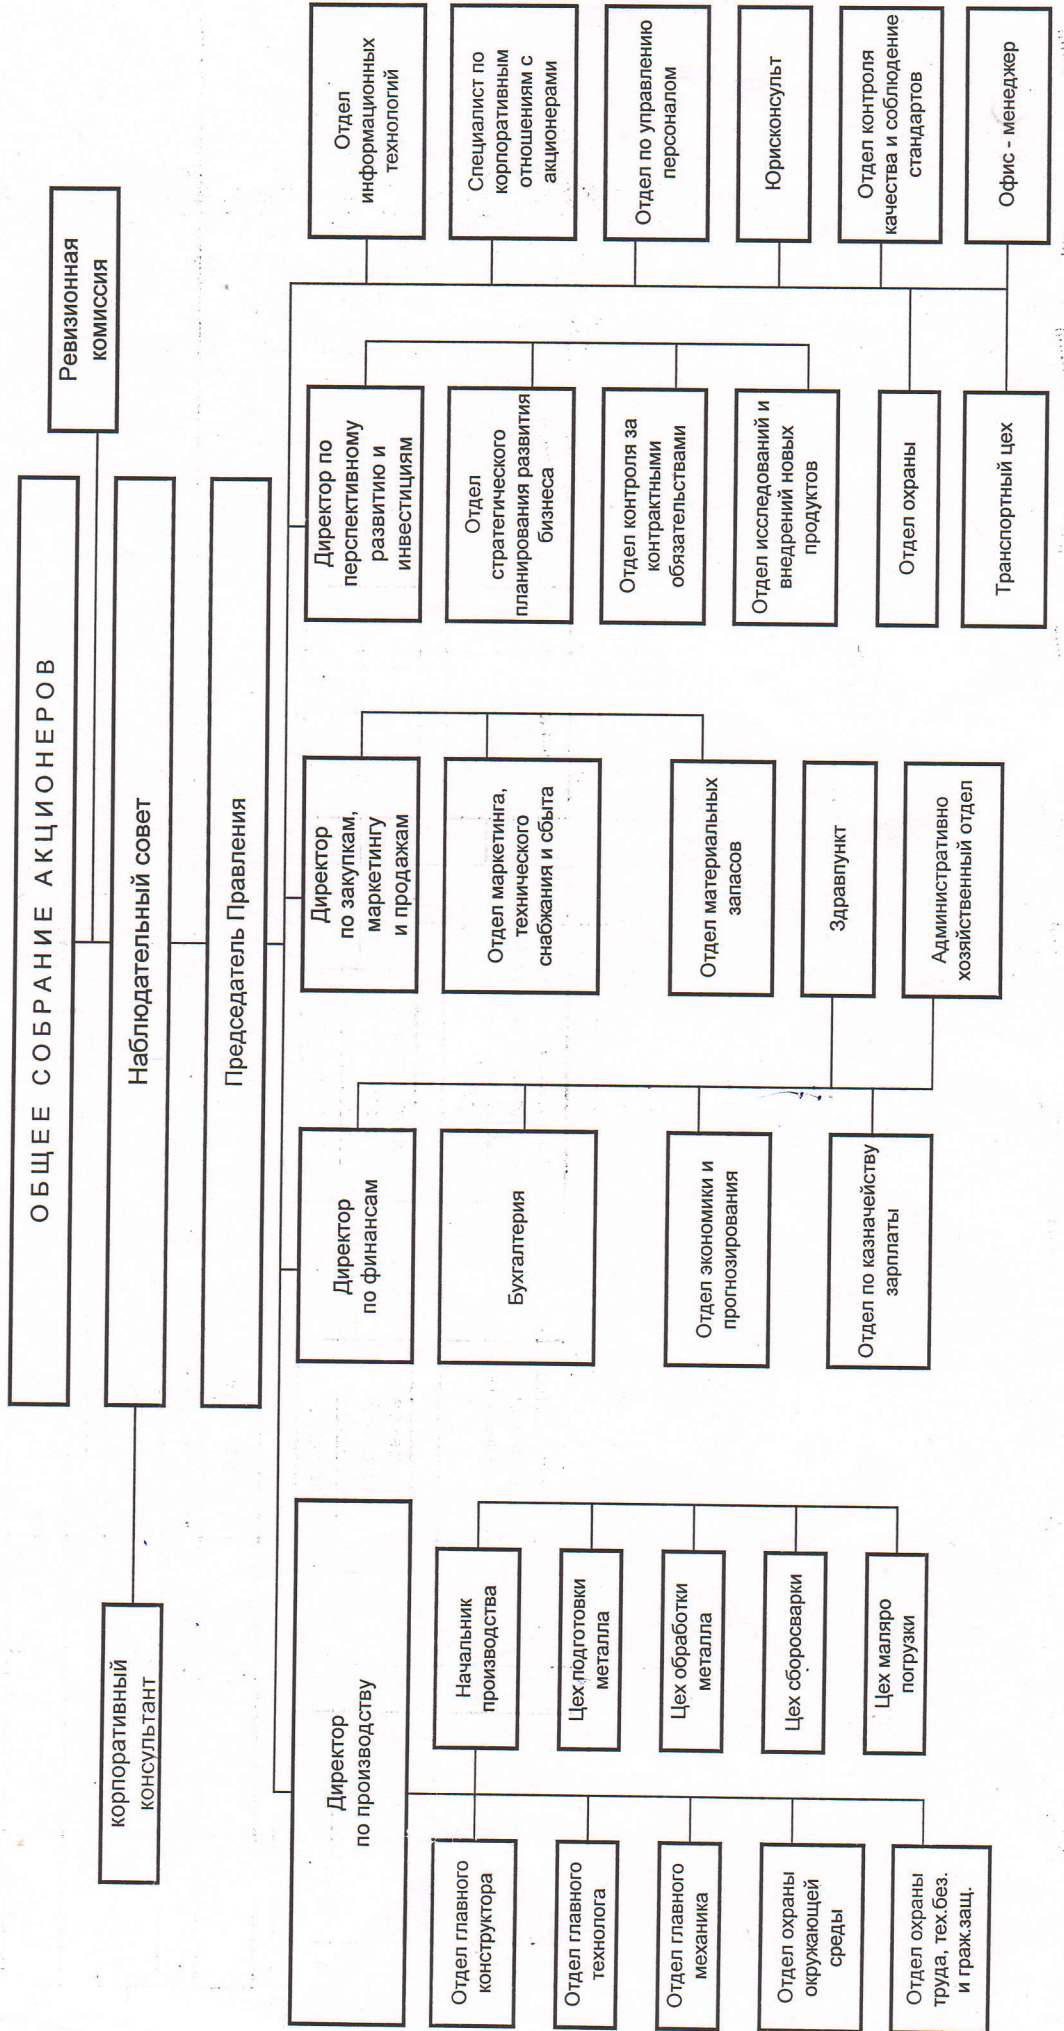 ОБЩЕЕ СОБРАНИЕ АКЦИОНЕРОВ
Ревизионная
комиссия
Наблюдательный совет
корпоративный
консультант
Председатель Правления
Директор
по производству
Отдел главного
конструктора
Отдел главного
технолога
Отдел главного
механика
Отдел охраны
окружающей
среды
Отдел охраны
труда, тех.без.
и граж.защ.
Начальник
производства
Цех подготовки
металла
Цех обработки
металла
Цех сборосварки
Цех маляро
погрузки
Директор
по финансам
Бухгалтерия
Отдел экономики и
прогнозирования
Отдел по казначейству
зарплаты
Директор
по закупкам,
маркетингу
и продажам
Отдел маркетинга,
технического
снабжания и сбыта
Отдел материальных
запасов
Здравпункт
Административно
хозяйственный отдел
Директор по
перспективному
развитию и
инвестициям
Отдел
стратегического
планирования развития
бизнеса
Отдел контроля за
контрактными
обязательствами
Отдел исследований и
внедрений новых
продуктов
Отдел охраны
Транспортный цех
Отдел
информационных
технологий
Специалист по
корпоративным
отношениям с
акционерами
Отдел по управлению
персоналом
Юрисконсульт
Отдел контроля
качества и соблюдение
стандартов
Офис - менеджер